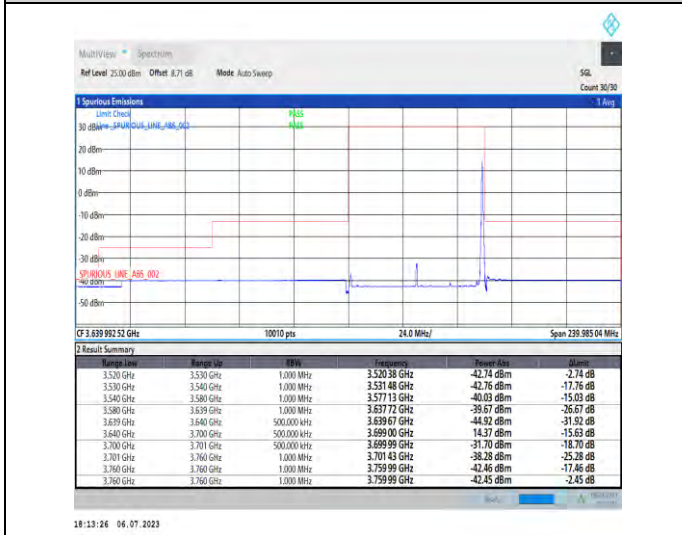 MultiView Spectrum
Ref Level 25.00 dBm Offset 8.71 dB Mode Auto Sweep SGL
Count 30/30
1 Spurious Emissions 1 Avg
Limit Check PASS
30 dBm Line _SPURIOUS_LINE_ABS_002 PASS
20 dBm
10 dBm
0 dBm
-10 dBm
-20 dBm
-30 dBm
_SPURIOUS_LINE_ABS_002
-40 dBm
-50 dBm
CF 3.639 992 52 GHz 10010 pts 24.0 MHz/ Span 239.985 04 MHz
2 Result Summary
Range Low Range Up RBW Frequency Power Abs ΔLimit
3.520 GHz 3.530 GHz 1.000 MHz 3.520 38 GHz -42.74 dBm -2.74 dB
3.530 GHz 3.540 GHz 1.000 MHz 3.531 48 GHz -42.76 dBm -17.76 dB
3.540 GHz 3.580 GHz 1.000 MHz 3.577 13 GHz -40.03 dBm -15.03 dB
3.580 GHz 3.639 GHz 1.000 MHz 3.637 72 GHz -39.67 dBm -26.67 dB
3.639 GHz 3.640 GHz 500.000 kHz 3.639 67 GHz -44.92 dBm -31.92 dB
3.640 GHz 3.700 GHz 500.000 kHz 3.699 00 GHz 14.37 dBm -15.63 dB
3.700 GHz 3.701 GHz 500.000 kHz 3.699 99 GHz -31.70 dBm -18.70 dB
3.701 GHz 3.760 GHz 1.000 MHz 3.701 43 GHz -38.28 dBm -25.28 dB
3.760 GHz 3.760 GHz 1.000 MHz 3.759 99 GHz -42.46 dBm -17.46 dB
3.760 GHz 3.760 GHz 1.000 MHz 3.759 99 GHz -42.45 dBm -2.45 dB
18:13:26 06.07.2023